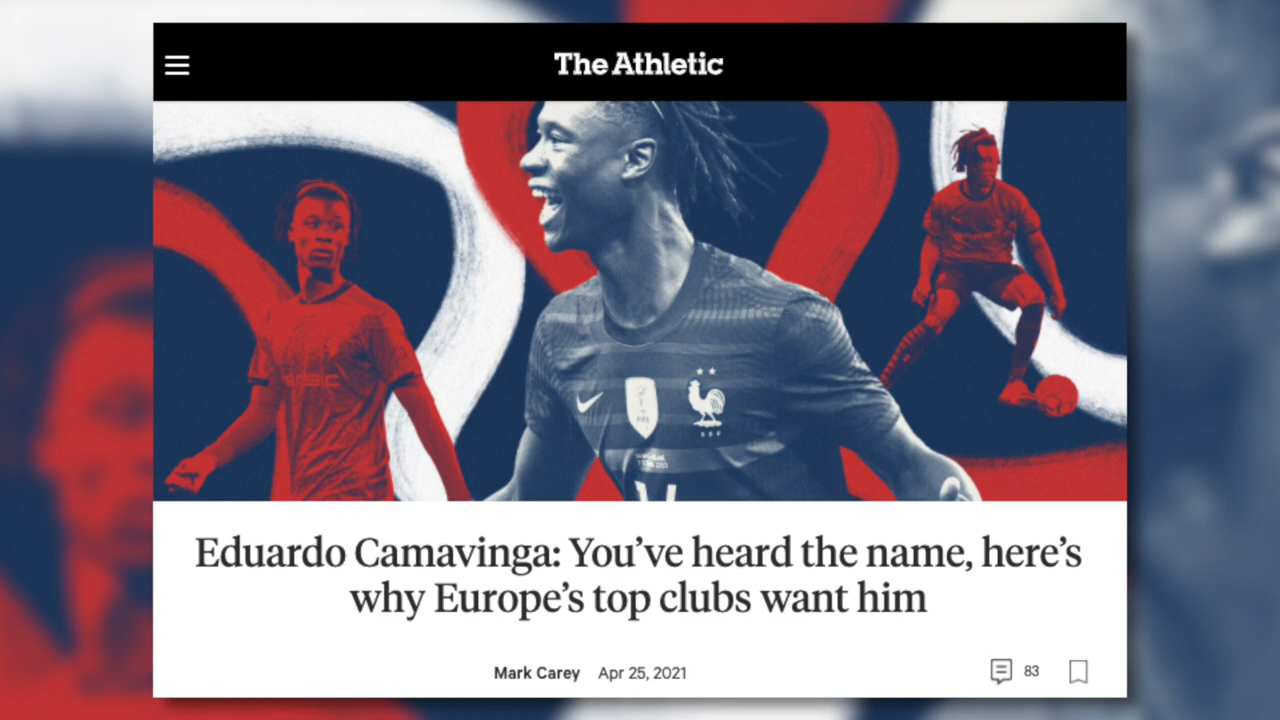 The Athletic
Eduardo Camavinga: You’ve heard the name, here’s
why Europe’s top clubs want him
Mark Carey Apr 25, 2021
83